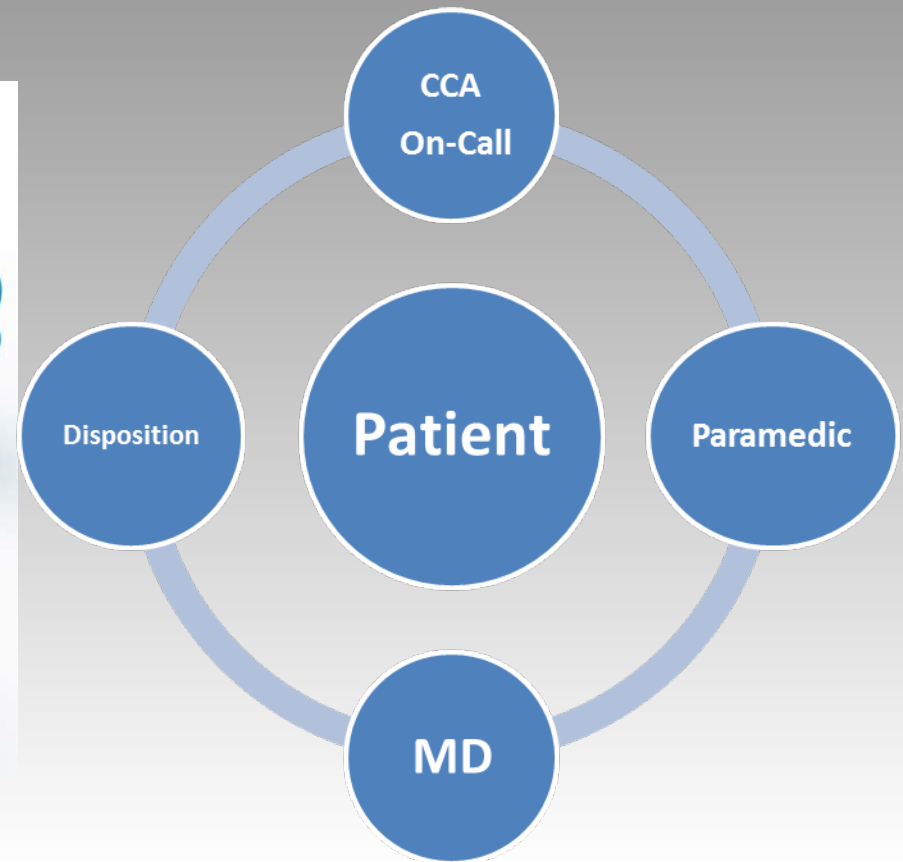 CCA
On-Call
Disposition
Patient
Paramedic
MD